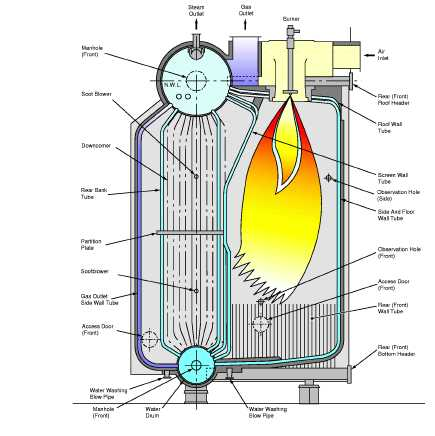 Steam
Outlet
Gas
Outlet
Burner
Manhole
(Front)
Air
Inlet
N.W.L.
Soot Blower
Rear (Front)
Roof Header
Roof Wall
Tube
Downcomer
Screen Wall
Tube
Rear Bank
Tube
Observation Hole
(Side)
Side And Floor
Wall Tube
Partition
Plate
Observation Hole
(Front)
Sootblower
Access Door
(Front)
Gas Outlet
Side Wall Tube
Rear (Front)
Wall Tube
Access Door
(Front)
Rear (Front)
Bottom Header
Water Washing
Blow Pipe
Manhole
(Front)
Water
Drum
Water Washing
Blow Pipe